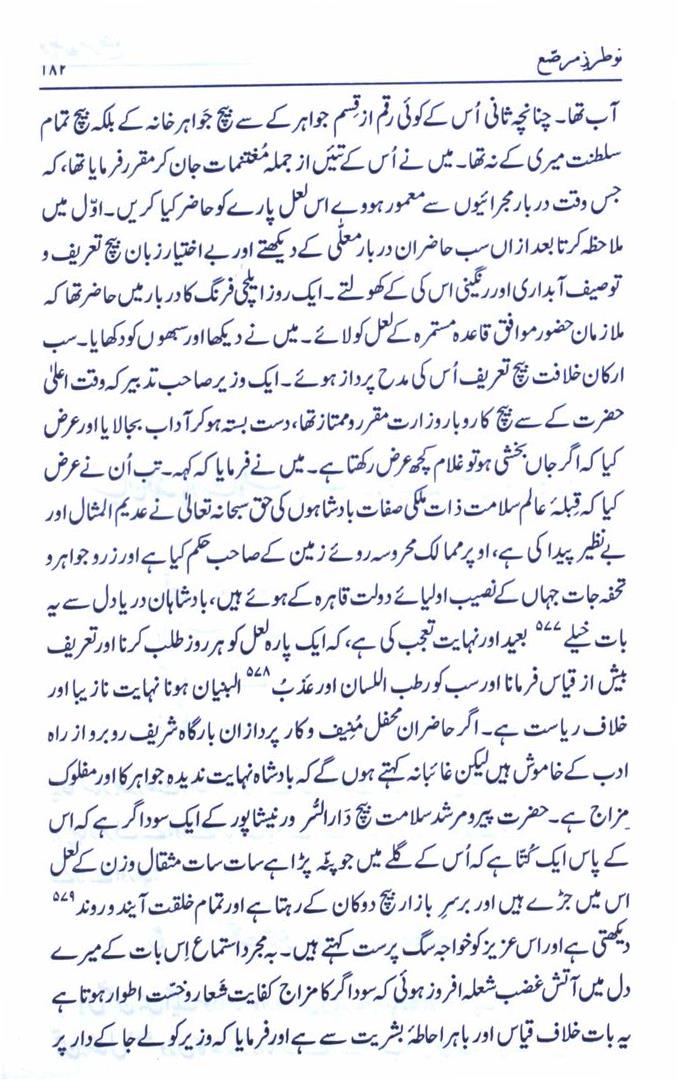 نو طرزِ مرصّع
۱۸۲
آب تھا۔ چنانچہ ثانی اُس کے کوئی رقم از قِسم جواہر کے سے بیچ جَواہر خانہ کے بلکہ بیچ تمام
سلطنت میری کے نہ تھا۔ میں نے اُس کے تئیں از جملہ مُغتنمات جان کر مقرر فرمایا تھا، کہ
جس وقت دربار مجرائیوں سے معمور ہووے اس لعل پارے کو حاضر کیا کریں۔ اوّل میں
ملاحظہ کرتا بعد ازاں سب حاضران دربار معلّٰی کے دیکھتے اور بے اختیار زبان بیچ تعریف و
توصیف آبداری اور رنگینی اس کی کے کھولتے۔ ایک روز ایلچی فرنگ کا دربار میں حاضر تھا کہ
ملازمان حضور موافق قاعدہ مستمرہ کے لعل کو لائے۔ میں نے دیکھا اور سبھوں کو دکھایا۔ سب
ارکان خلافت بیچ تعریف اُس کی مدح پرداز ہوئے۔ ایک وزیر صاحب تدبیر کہ وقت اعلیٰ
حضرت کے سے بیچ کاروبار وزارت مقرر و ممتاز تھا، دست بستہ ہو کر آداب بجا لایا اور عرض
کیا کہ اگر جاں بخشی ہو تو غلام کچھ عرض رکھتا ہے۔ میں نے فرمایا کہ کہہ۔ تب اُن نے عرض
کیا کہ قِبلۂ عالم سلامت ذات ملکی صفات بادشاہوں کی حق سبحانہ تعالیٰ نے عدیم المثال اور
بے نظیر پیدا کی ہے، اوپر ممالک محروسہ روئے زمین کے صاحب حکم کیا ہے اور زر و جواہر و
تحفہ جات جہاں کے نصیب اولیائے دولت قاہرہ کے ہوئے ہیں، بادشاہان دریا دل سے یہ
بات خیلے ۵۷۷ بعید اور نہایت تعجب کی ہے، کہ ایک پارہ لعل کو ہر روز طلب کرنا اور تعریف
بیش از قیاس فرمانا اور سب کو رطب اللسان اور عذبُ ۵۷۸ البنیان ہونا نہایت نازیبا اور
خلاف ریاست ہے۔ اگر حاضران محفل مُنیف و کار پردازان بارگاہ شریف روبرو از راہ
ادب کے خاموش ہیں لیکن غائبانہ کہتے ہوں گے کہ بادشاہ نہایت ندیدہ جواہر کا اور مفلوک
مِزاج ہے۔ حضرت پیرو مرشد سلامت بیچ دَارالسُّرور نیشاپور کے ایک سوداگر ہے کہ اس
کے پاس ایک کُتّا ہے کہ اُس کے گلے میں جو پٹّہ پڑا ہے سات سات مثقال وزن کے لعل
اس میں جڑے ہیں اور برسرِ بازار بیچ دوکان کے رہتا ہے اور تمام خلقت آیند و روند ۵۷۹
دیکھتی ہے اور اس عزیز کو خواجہ سگ پرست کہتے ہیں۔ بہ مجرد استماع اِس بات کے میرے
دل میں آتش غضب شعلہ افروز ہوئی کہ سوداگر کا مزاج کفایت شعار و خِسّت اطوار ہوتا ہے
یہ بات خلاف قیاس اور باہر احاطۂ بشریت سے ہے اور فرمایا کہ وزیر کو لے جا کے دار پر